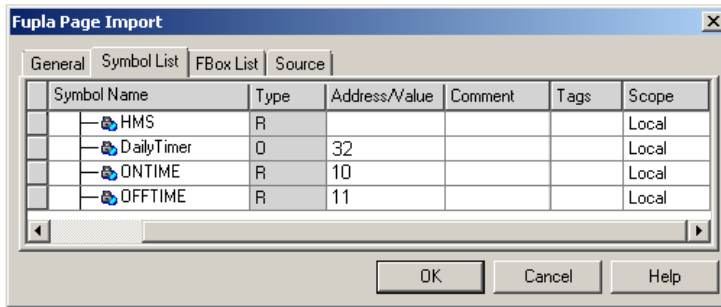 Fupla Page Import
General Symbol List FBox List Source
Symbol Name Type Address/Value Comment Tags Scope
HMS R Local
DailyTimer O 32 Local
ONTIME R 10 Local
OFFTIME R 11 Local
OK Cancel Help